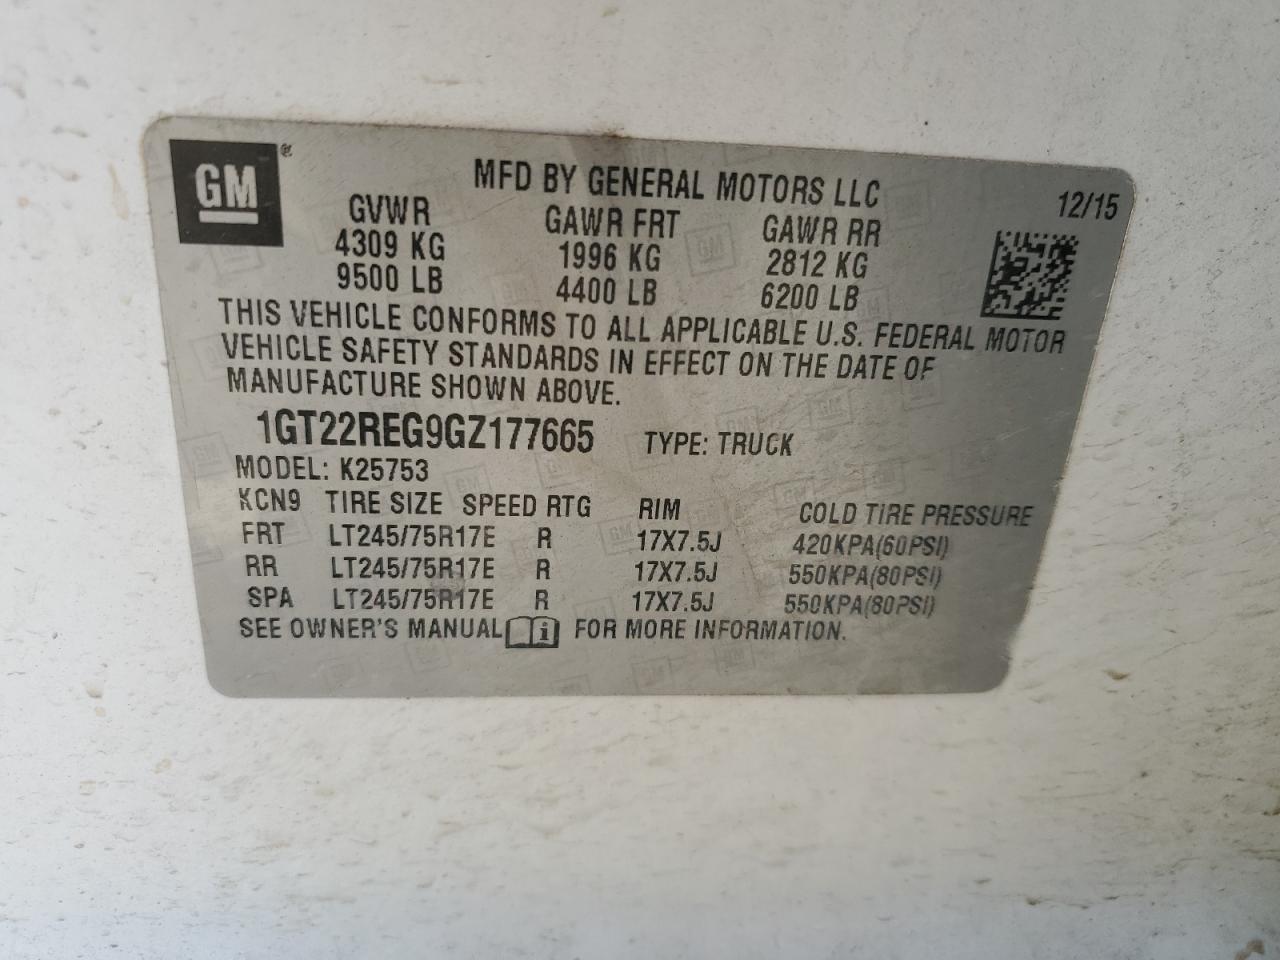 GM ®
MFD BY GENERAL MOTORS LLC
12/15
GVWR GAWR FRT GAWR RR
4309 KG 1996 KG 2812 KG
9500 LB 4400 LB 6200 LB
THIS VEHICLE CONFORMS TO ALL APPLICABLE U.S. FEDERAL MOTOR
VEHICLE SAFETY STANDARDS IN EFFECT ON THE DATE OF
MANUFACTURE SHOWN ABOVE.
1GT22REG9GZ177665 TYPE: TRUCK
MODEL: K25753
KCN9 TIRE SIZE SPEED RTG RIM COLD TIRE PRESSURE
FRT LT245/75R17E R 17X7.5J 420KPA(60PSI)
RR LT245/75R17E R 17X7.5J 550KPA(80PSI)
SPA LT245/75R17E R 17X7.5J 550KPA(80PSI)
SEE OWNER'S MANUAL i FOR MORE INFORMATION.